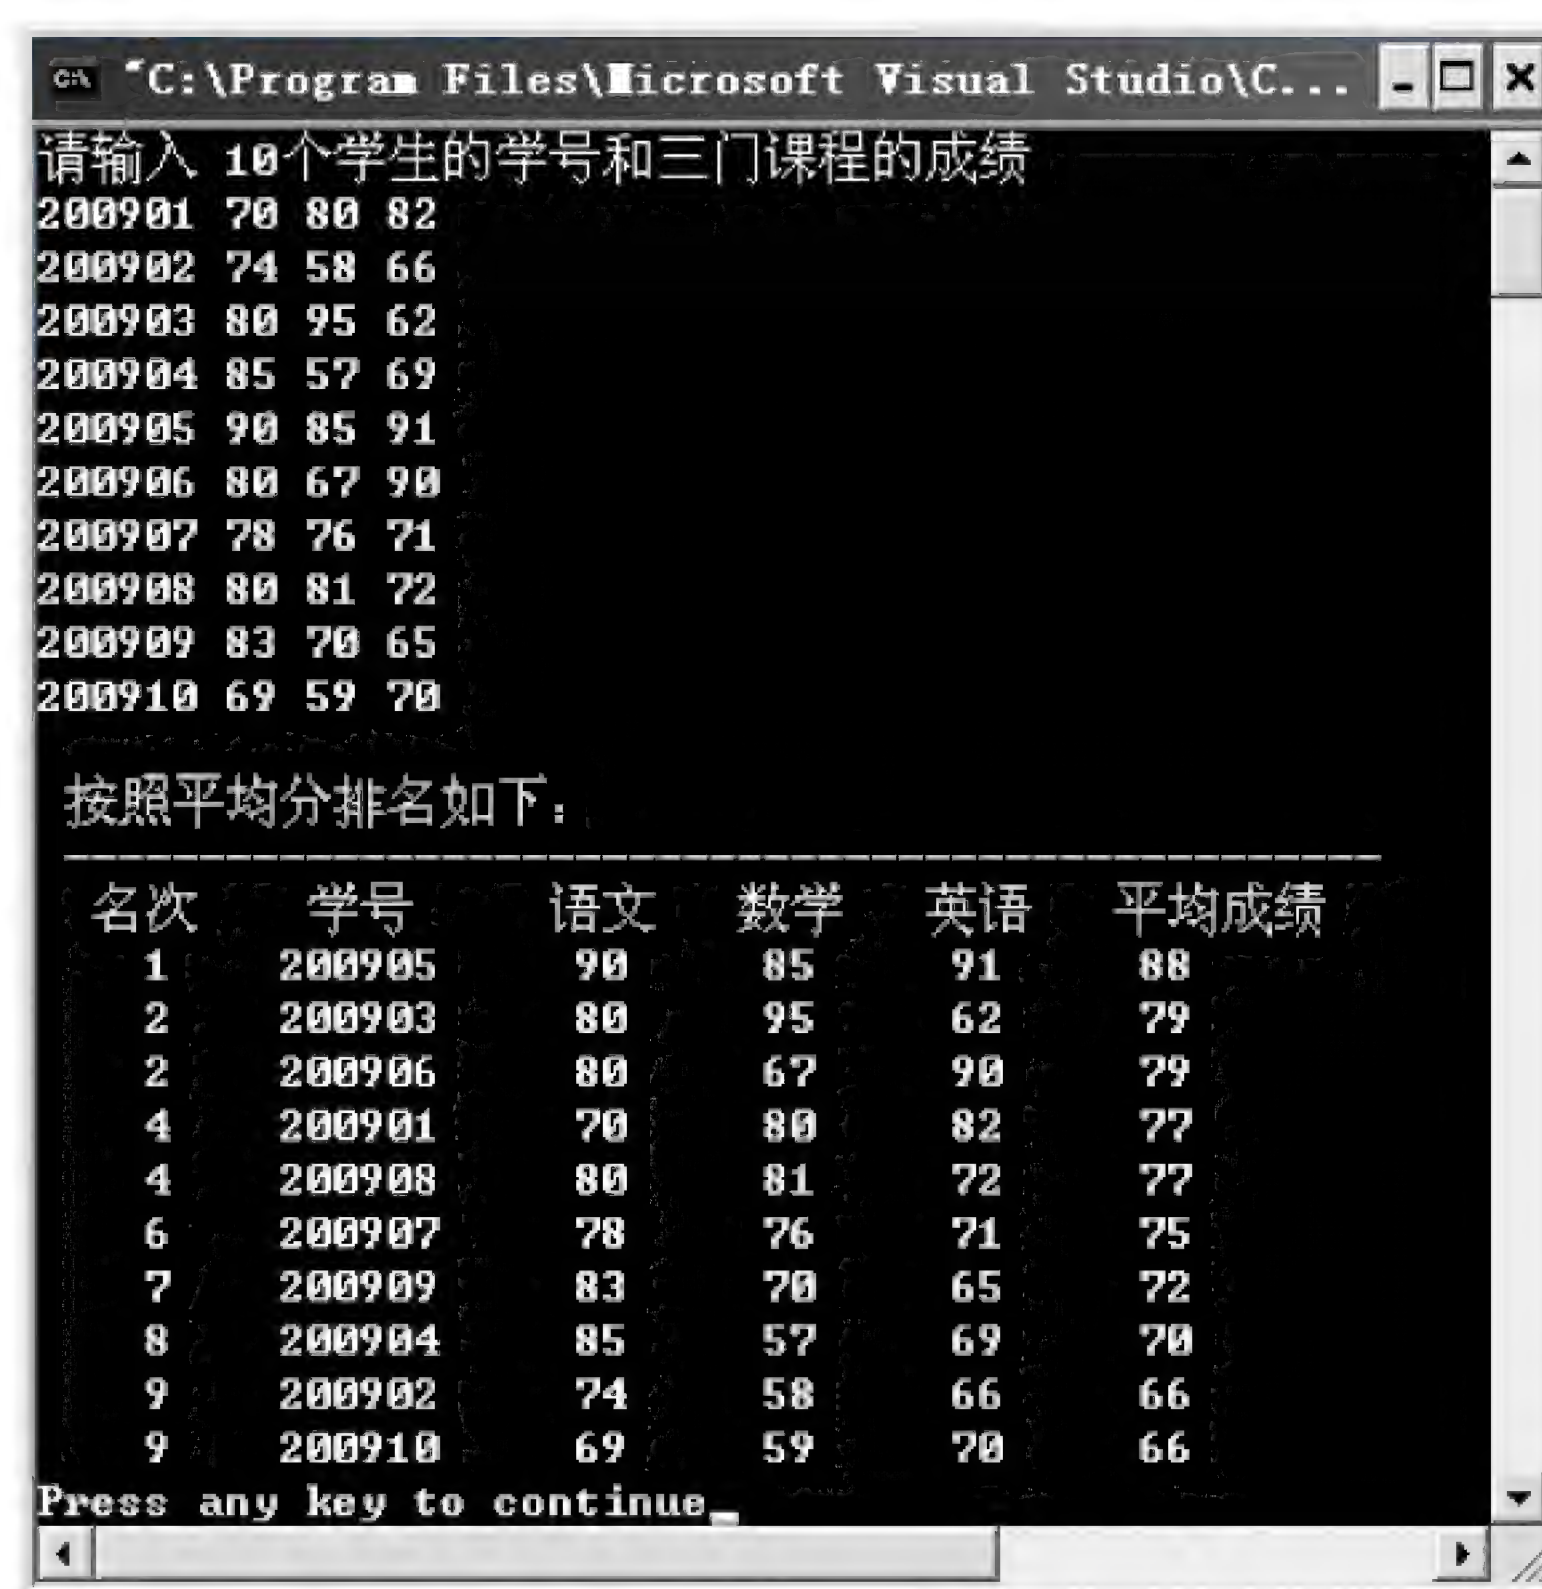 "C:\Program Files\Microsoft Visual Studio\C...
请输入 10个学生的学号和三门课程的成绩
200901 70 80 82
200902 74 58 66
200903 80 95 62
200904 85 57 69
200905 90 85 91
200906 80 67 90
200907 78 76 71
200908 80 81 72
200909 83 70 65
200910 69 59 70
按照平均分排名如下：
-------------------------------------------------
名次 学号 语文 数学 英语 平均成绩
1 200905 90 85 91 88
2 200903 80 95 62 79
2 200906 80 67 90 79
4 200901 70 80 82 77
4 200908 80 81 72 77
6 200907 78 76 71 75
7 200909 83 70 65 72
8 200904 85 57 69 70
9 200902 74 58 66 66
9 200910 69 59 70 66
Press any key to continue_